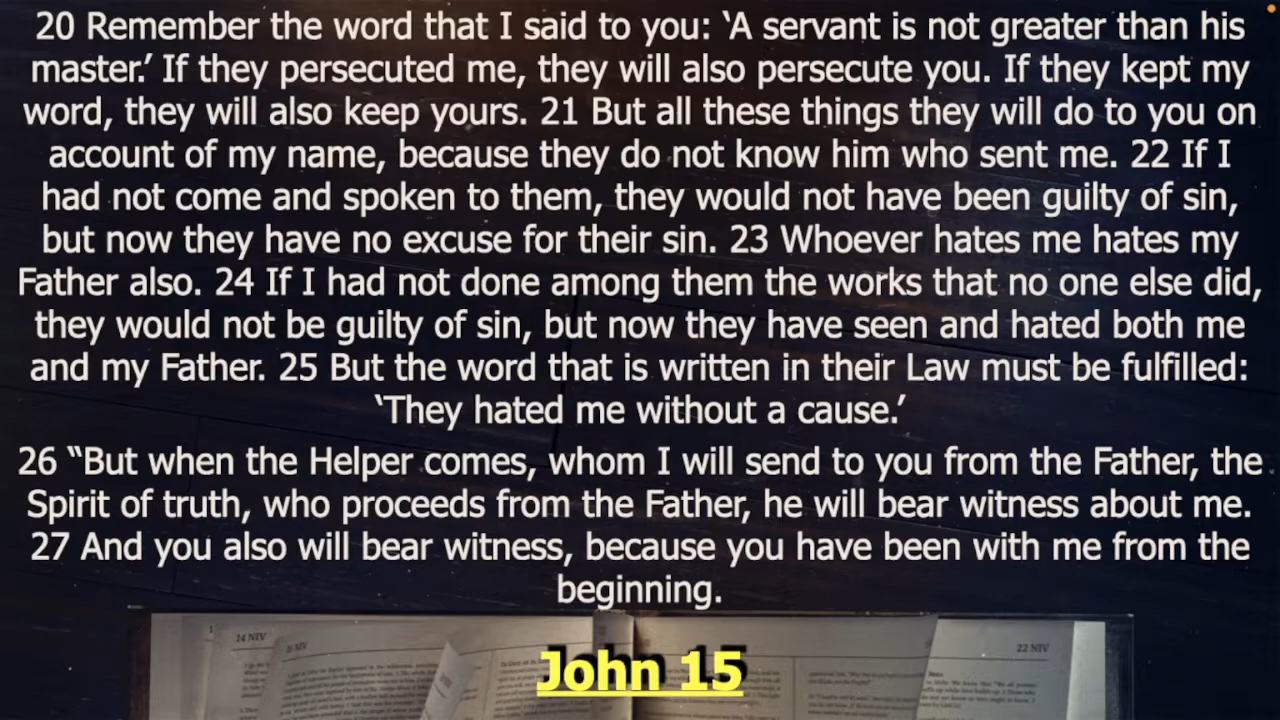 20 Remember the word that I said to you: ‘A servant is not greater than his
master.’ If they persecuted me, they will also persecute you. If they kept my
word, they will also keep yours. 21 But all these things they will do to you on
account of my name, because they do not know him who sent me. 22 If I
had not come and spoken to them, they would not have been guilty of sin,
but now they have no excuse for their sin. 23 Whoever hates me hates my
Father also. 24 If I had not done among them the works that no one else did,
they would not be guilty of sin, but now they have seen and hated both me
and my Father. 25 But the word that is written in their Law must be fulfilled:
‘They hated me without a cause.’
26 “But when the Helper comes, whom I will send to you from the Father, the
Spirit of truth, who proceeds from the Father, he will bear witness about me.
27 And you also will bear witness, because you have been with me from the
beginning.
14 NIV
22 NIV
John 15